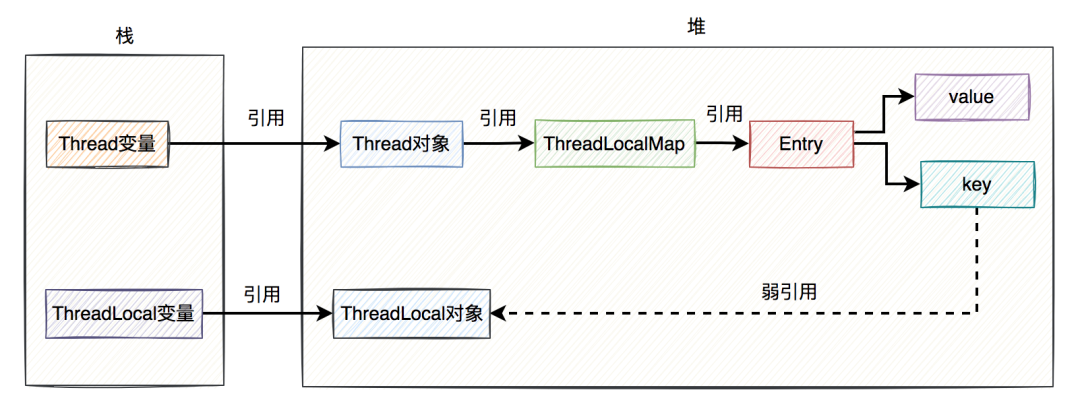 栈
堆
Thread变量
引用
Thread对象
引用
ThreadLocalMap
引用
Entry
value
key
ThreadLocal变量
引用
ThreadLocal对象
弱引用